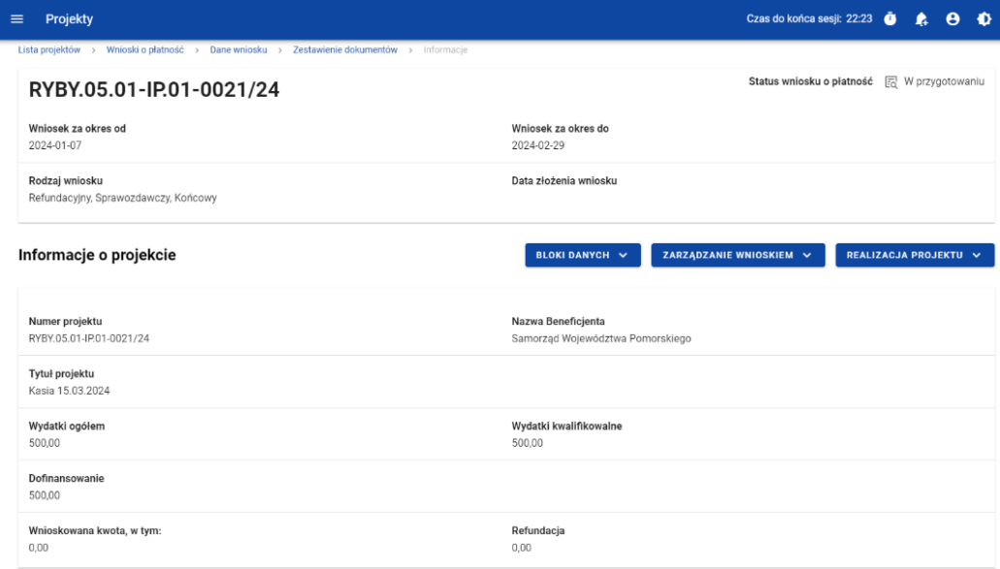 Projekty
Czas do końca sesji: 22:23
Lista projektów > Wnioski o płatność > Dane wniosku > Zestawienie dokumentów > Informacje
RYBY.05.01-IP.01-0021/24
Status wniosku o płatność W przygotowaniu
Wniosek za okres od
2024-01-07
Wniosek za okres do
2024-02-29
Rodzaj wniosku
Refundacyjny, Sprawozdawczy, Końcowy
Data złożenia wniosku
Informacje o projekcie
BLOKI DANYCH
ZARZĄDZANIE WNIOSKIEM
REALIZACJA PROJEKTU
Numer projektu
RYBY.05.01-IP.01-0021/24
Nazwa Beneficjenta
Samorząd Województwa Pomorskiego
Tytuł projektu
Kasia 15.03.2024
Wydatki ogółem
500,00
Wydatki kwalifikowalne
500,00
Dofinansowanie
500,00
Wnioskowana kwota, w tym:
0,00
Refundacja
0,00